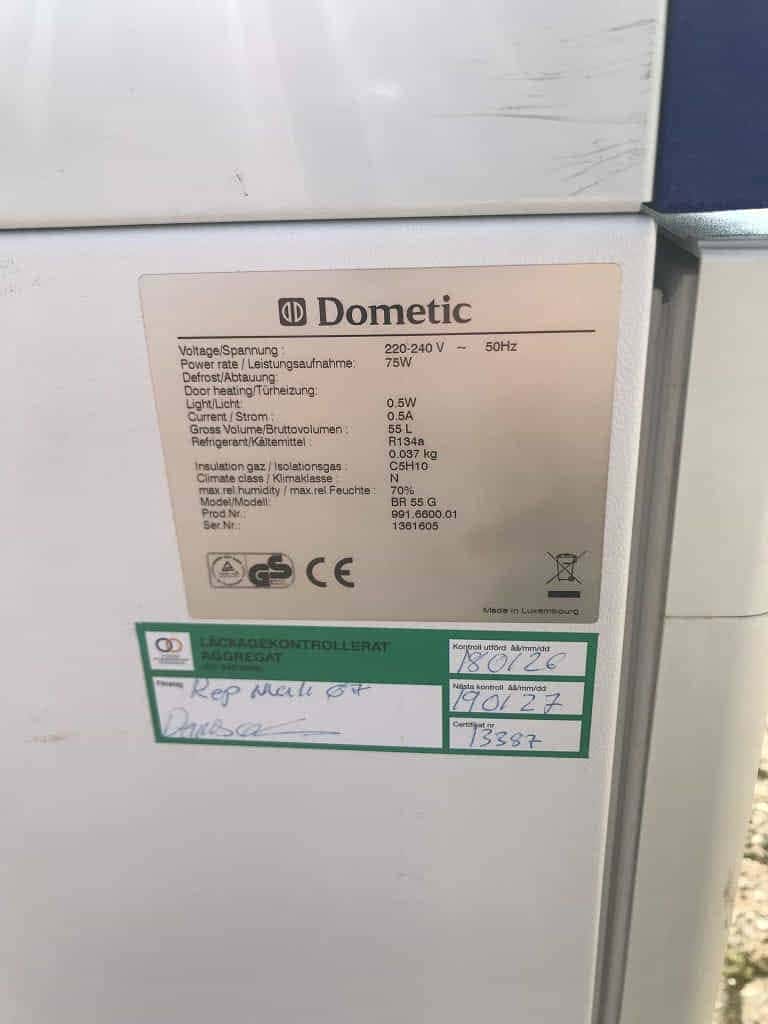 Dometic
Voltage/Spannung : 220-240 V ~ 50Hz
Power rate / Leistungsaufnahme: 75W
Defrost/Abtauung:
Door heating/Türheizung:
Light/Licht: 0,5W
Current / Strom : 0.5A
Gross Volume/Bruttovolumen : 55 L
Refrigerant/Kältemittel : R134a
0.037 kg
Insulation gaz / Isolationsgas : C5H10
Climate class / Klimaklasse : N
max.rel.humidity / max.rel Feuchte : 70%
Model/Modell: BR 55 G
Prod.Nr.: 991.6600.01
Ser.Nr.: 1361605
GS CE
Made in Luxembourg
LÄCKAGEKONTROLLERAT
AGGREGAT
Kontroll utförd åå/mm/dd
180126
Företag
Nästa kontroll åå/mm/dd
190127
Certifikat nr
13387